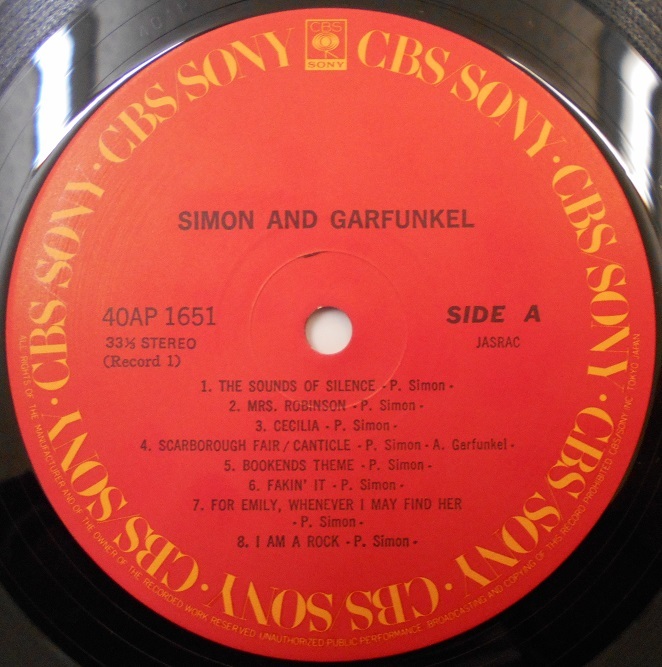 CBS
SONY
CBS/SONY · CBS/SONY · CBS/SONY · CBS/SONY · CBS/SONY · CBS/SONY · CBS/SONY · CBS/SONY
SIMON AND GARFUNKEL
40AP 1651
SIDE A
33⅓ STEREO
JASRAC
(Record 1)
1. THE SOUNDS OF SILENCE - P. Simon -
2. MRS. ROBINSON - P. Simon -
3. CECILIA - P. Simon -
4. SCARBOROUGH FAIR / CANTICLE - P. Simon - A. Garfunkel -
5. BOOKENDS THEME - P. Simon -
6. FAKIN' IT - P. Simon -
7. FOR EMILY, WHENEVER I MAY FIND HER
- P. Simon -
8. I AM A ROCK - P. Simon -
ALL RIGHTS OF THE MANUFACTURER AND OF THE OWNER OF THE RECORDED WORK RESERVED. UNAUTHORIZED PUBLIC PERFORMANCE, BROADCASTING AND COPYING OF THIS RECORD PROHIBITED. CBS/SONY INC. TOKYO JAPAN